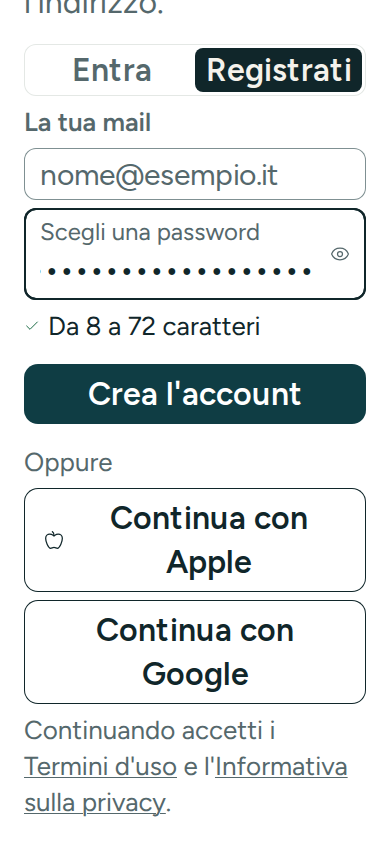 l'indirizzo.
Entra
Registrati
La tua mail
nome@esempio.it
Scegli una password
••••••••••••••••••
Da 8 a 72 caratteri
Crea l'account
Oppure
Continua con
Apple
Continua con
Google
Continuando accetti i
Termini d'uso e l'Informativa
sulla privacy.